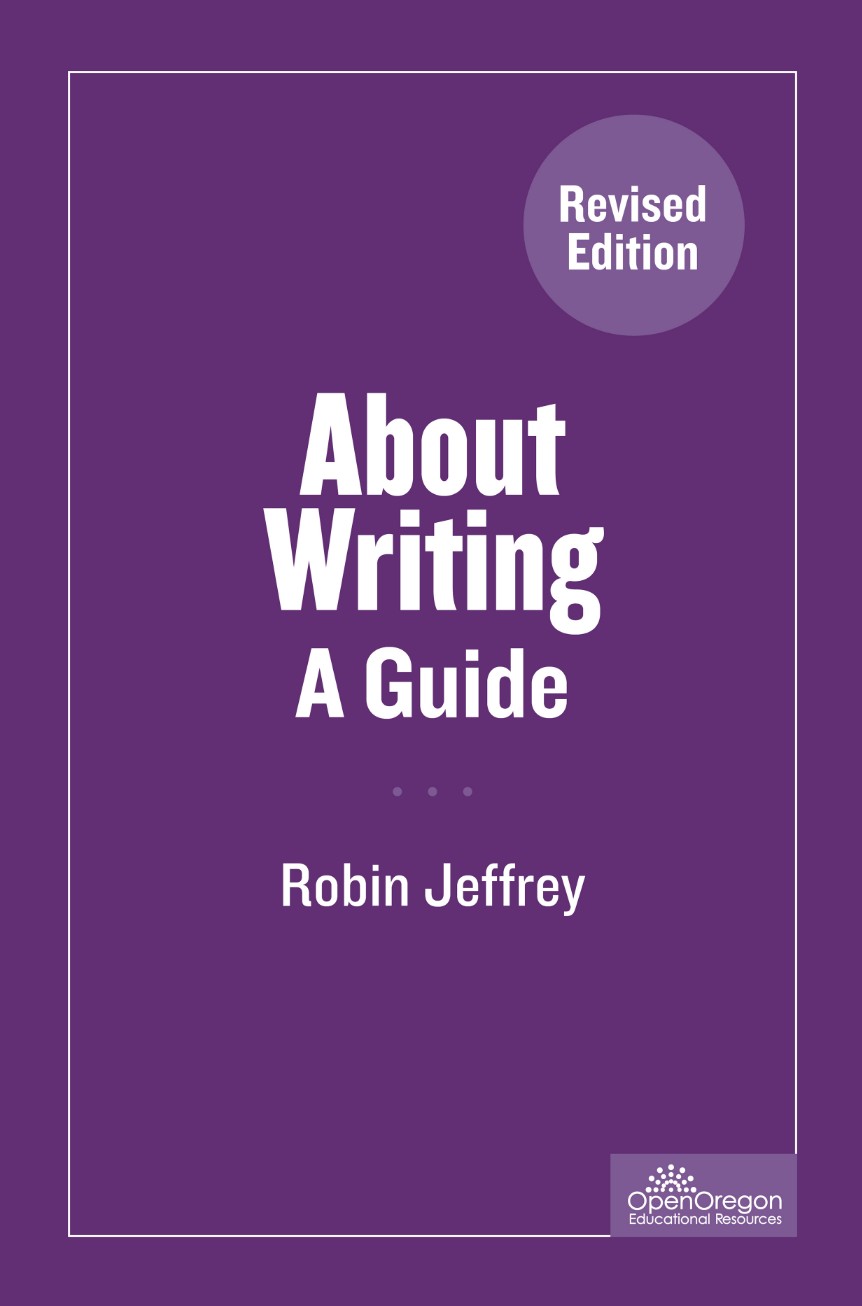 Revised
Edition
About
Writing
A Guide
Robin Jeffrey
OpenOregon
Educational Resources